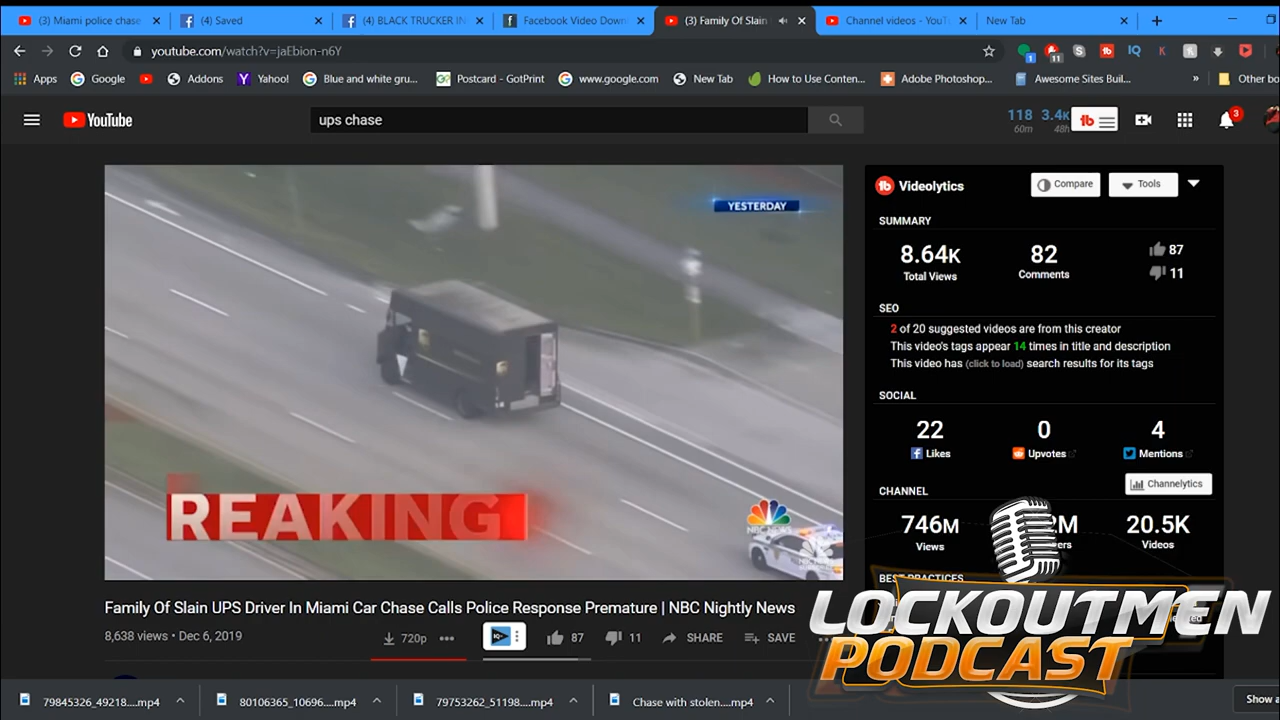 (3) Miami police chase
(4) Saved
(4) BLACK TRUCKER IN
Facebook Video Down
(3) Family Of Slain
Channel videos - YouTu
New Tab
youtube.com/watch?v=jaEbion-n6Y
1
11
IQ
K
Apps
Google
Addons
Yahoo!
Blue and white gru...
Postcard - GotPrint
www.google.com
New Tab
How to Use Conten...
Adobe Photoshop...
Awesome Sites Buil...
»
Other bo
YouTube
ups chase
118
60m
3.4K
48h
3
YESTERDAY
REAKING
NBC NEWS
Videolytics
Compare
Tools
SUMMARY
8.64K
Total Views
82
Comments
87
11
SEO
2 of 20 suggested videos are from this creator
This video's tags appear 14 times in title and description
This video has (click to load) search results for its tags
SOCIAL
22
Likes
0
Upvotes
4
Mentions
Channelytics
CHANNEL
746M
Views
20.5K
Videos
BEST PRACTICES
LOCKOUTMEN
PODCAST
Family Of Slain UPS Driver In Miami Car Chase Calls Police Response Premature | NBC Nightly News
8,638 views • Dec 6, 2019
720p
87
11
SHARE
SAVE
79845326_49218....mp4
80106365_10696....mp4
79753262_51198....mp4
Chase with stolen....mp4
Show a